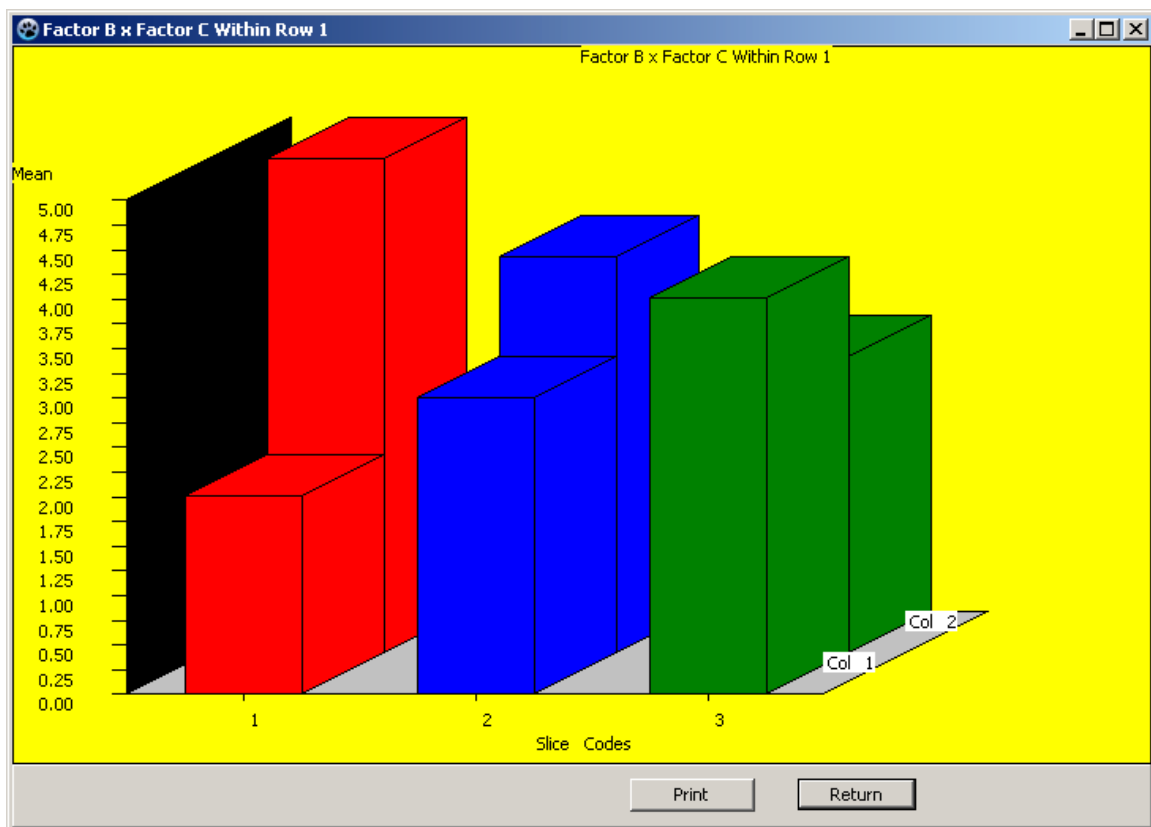 Factor B x Factor C Within Row 1
Factor B x Factor C Within Row 1
Mean
5.00
4.75
4.50
4.25
4.00
3.75
3.50
3.25
3.00
2.75
2.50
2.25
2.00
1.75
1.50
1.25
1.00
0.75
0.50
0.25
0.00
Col 2
Col 1
1 2 3
Slice Codes
Print Return